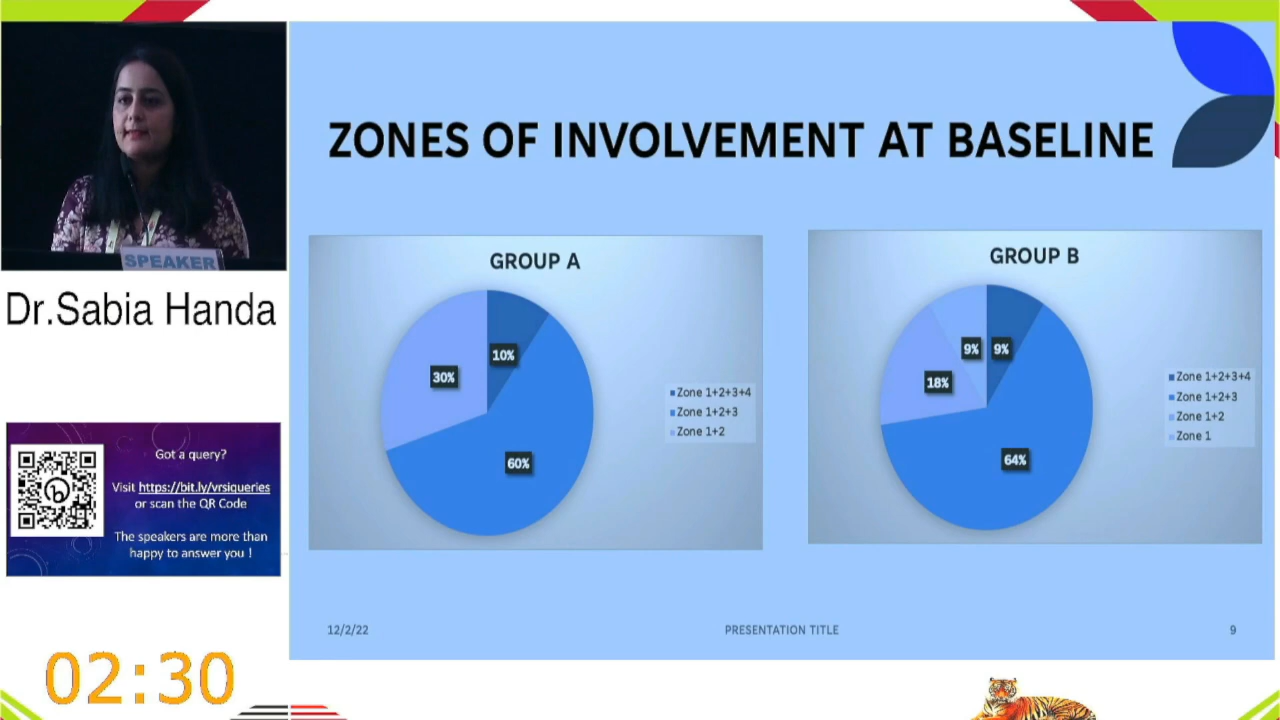 ZONES OF INVOLVEMENT AT BASELINE
SPEAKER
Dr.Sabia Handa
GROUP A
10%
30%
60%
Zone 1+2+3+4
Zone 1+2+3
Zone 1+2
GROUP B
9%
9%
18%
64%
Zone 1+2+3+4
Zone 1+2+3
Zone 1+2
Zone 1
Got a query?
Visit https://bit.ly/vrsiqueries
or scan the QR Code
The speakers are more than
happy to answer you !
12/2/22
PRESENTATION TITLE
9
02:30